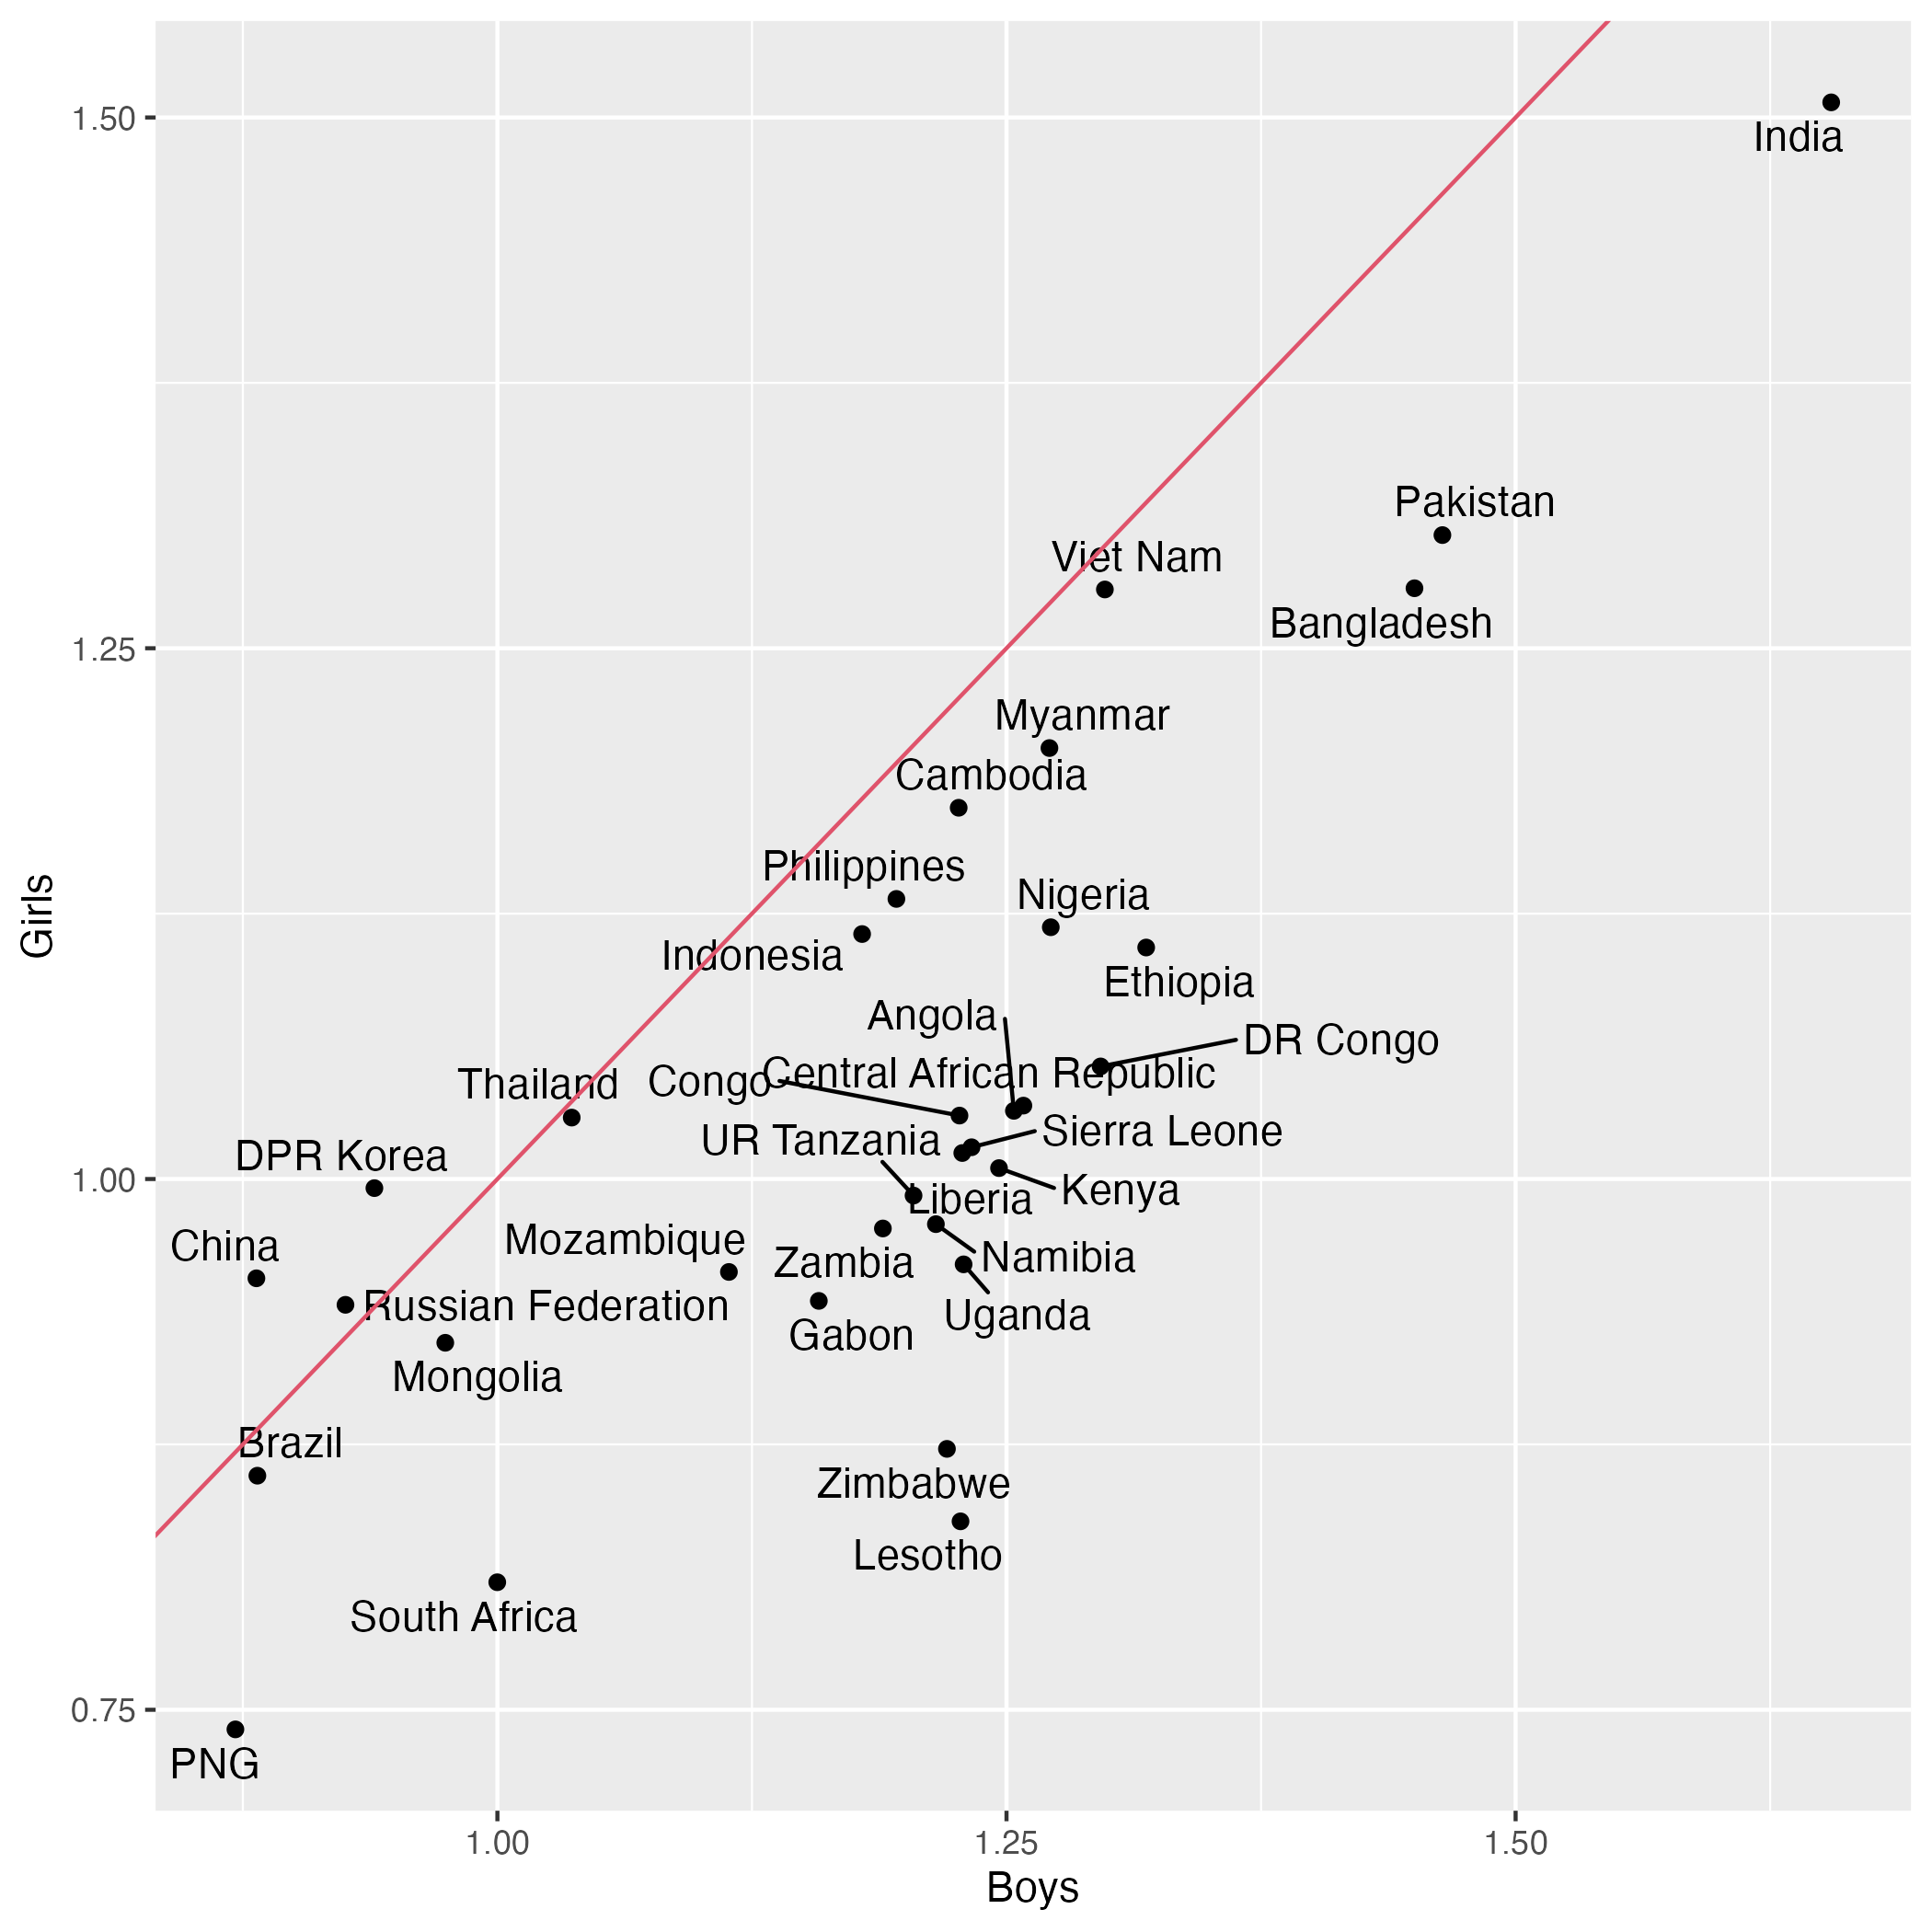 1.50
India
Pakistan
Viet Nam
Bangladesh
1.25
Myanmar
Cambodia
Philippines
Nigeria
Indonesia
Ethiopia
Angola
DR Congo
Central African Republic
Congo
Thailand
Sierra Leone
UR Tanzania
DPR Korea
1.00
Kenya
Liberia
Mozambique
China
Namibia
Zambia
Russian Federation
Uganda
Gabon
Mongolia
Brazil
Zimbabwe
Lesotho
South Africa
0.75
PNG
Girls
1.00 1.25 1.50
Boys